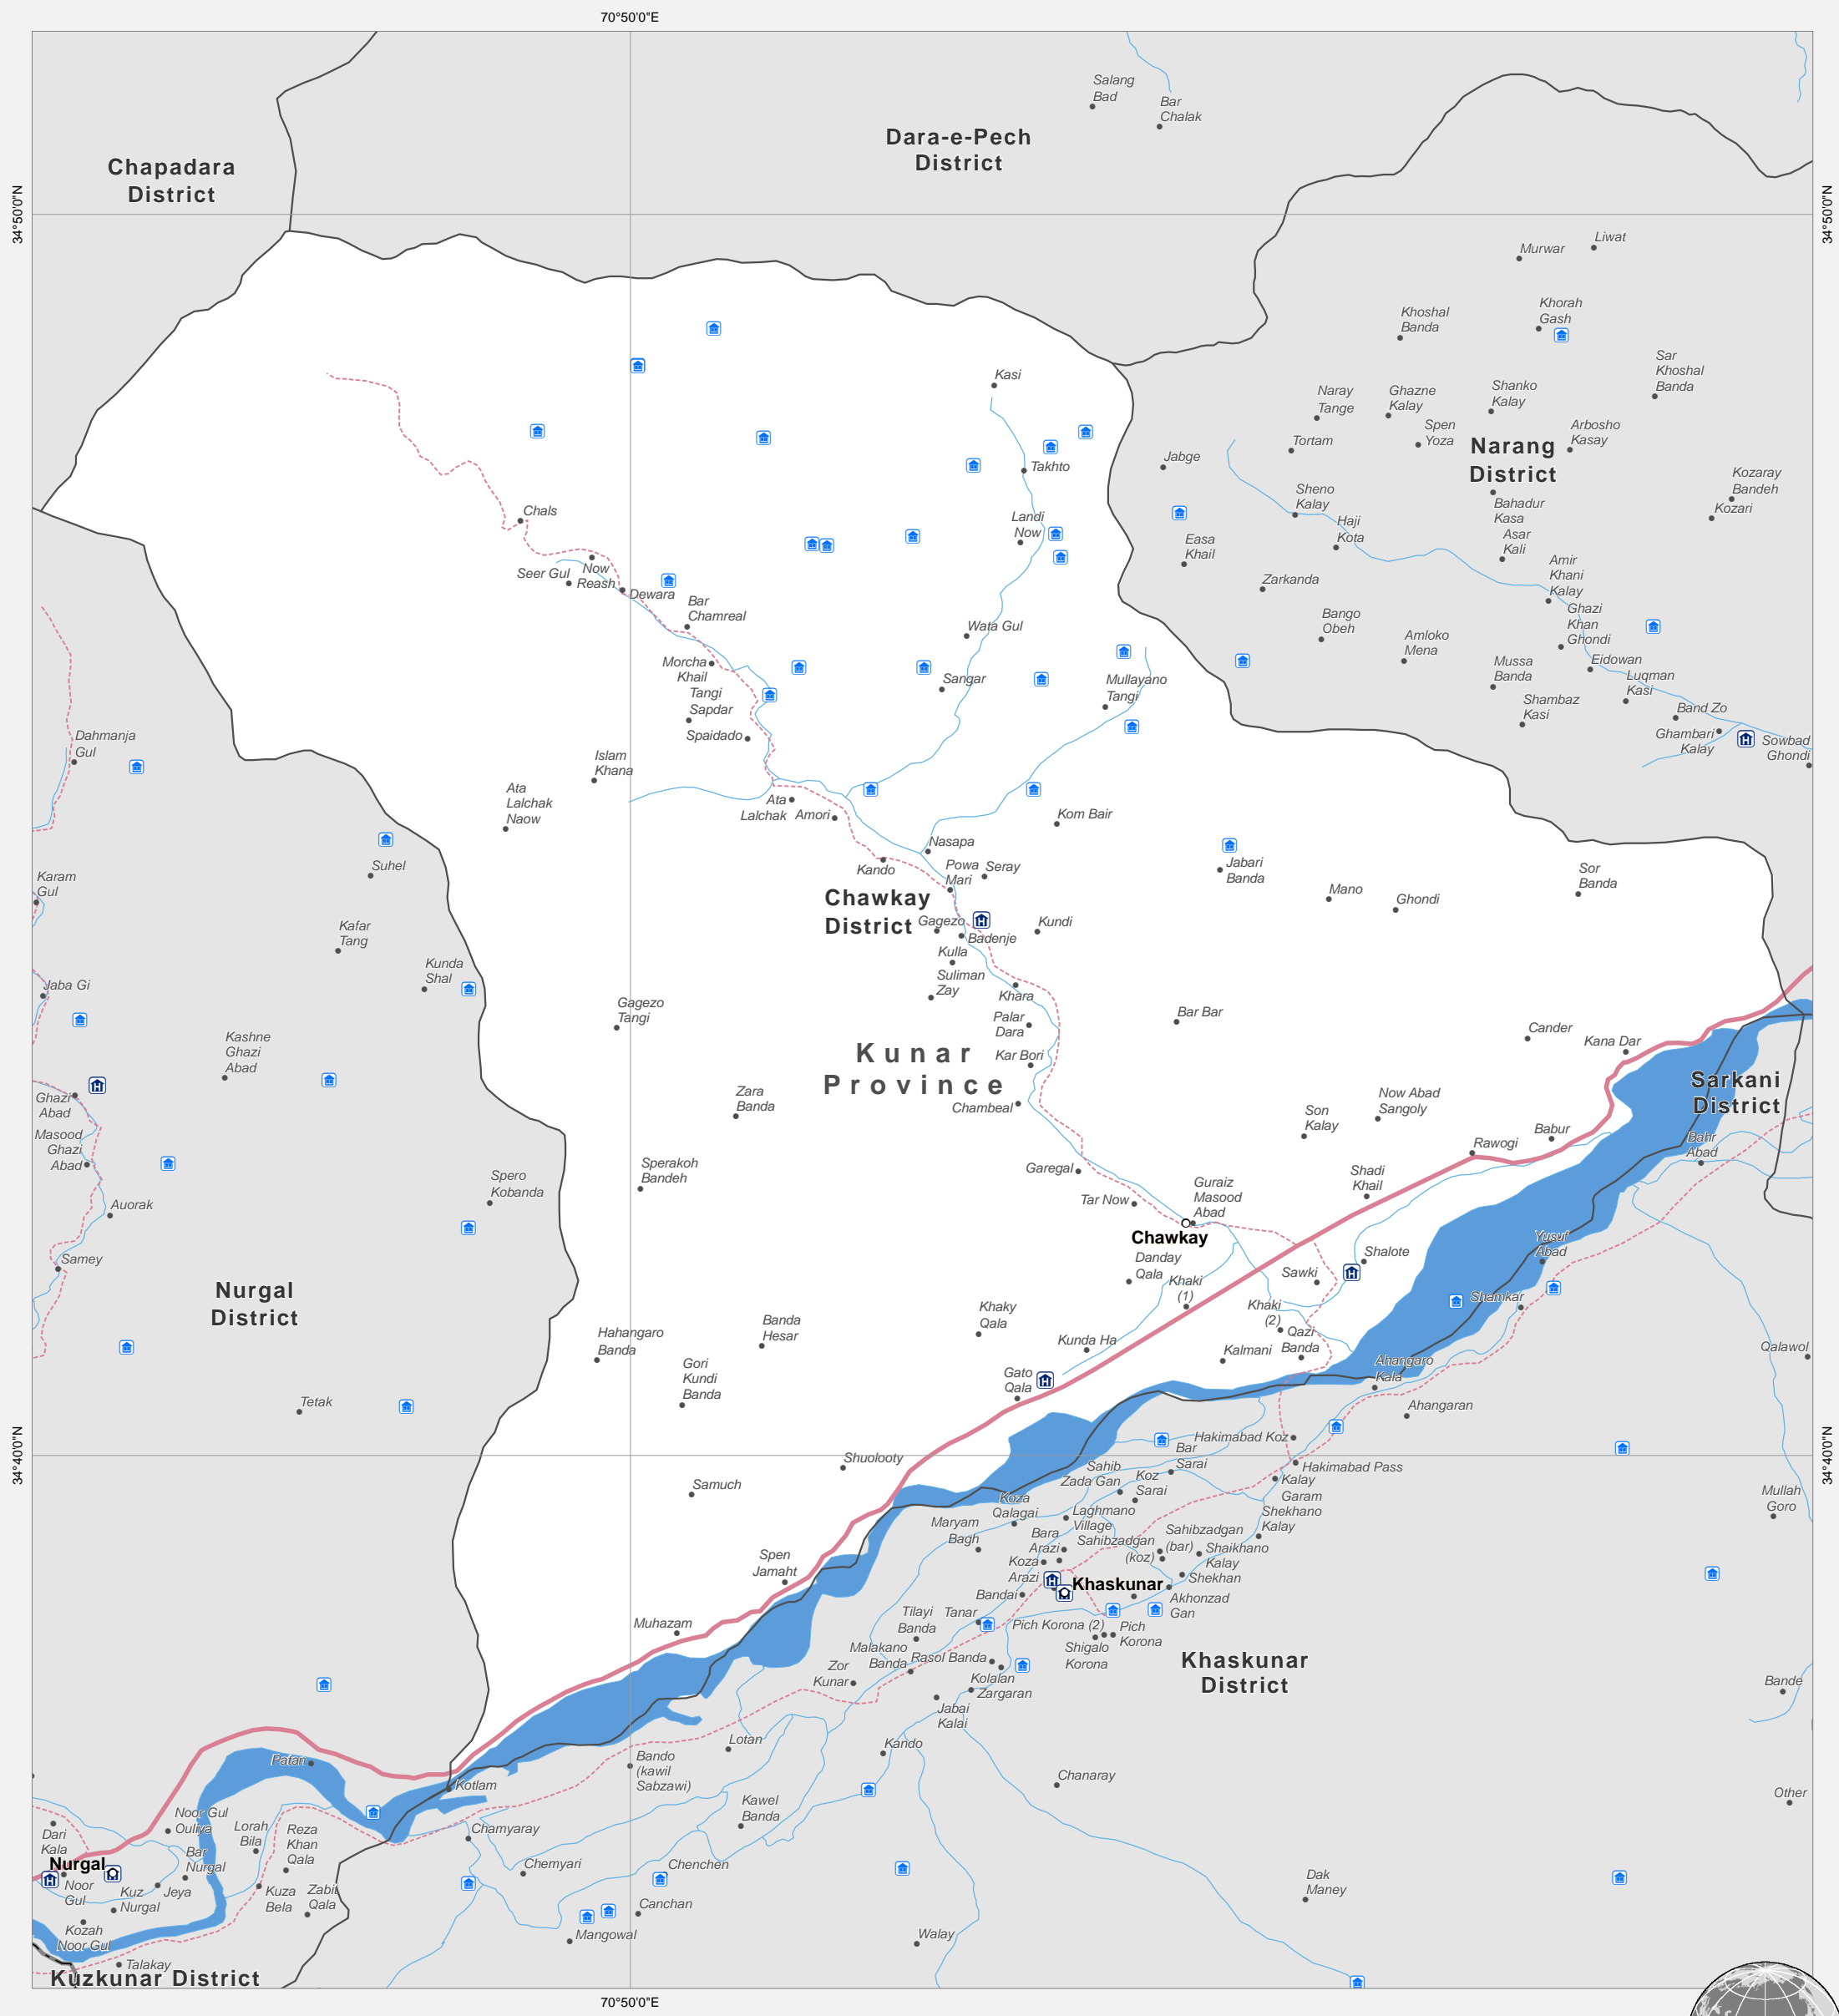 70°50'0"E
Salang
Bad
Bar
Chalak
Dara-e-Pech
District
Chapadara
District
34°50'0"N
34°50'0"N
Liwat
Murwar
Khorah
Gash
Khoshal
Banda
Sar
Khoshal
Banda
Kasi
Naray
Tange
Ghazne
Kalay
Shanko
Kalay
Spen
Yoza
Arbosho
Kasay
Tortam
Narang
District
Jabge
Takhto
Kozaray
Bandeh
Kozari
Sheno
Kalay
Bahadur
Kasa
Haji
Kota
Asar
Kali
Chals
Landi
Now
Easa
Khail
Amir
Khani
Kalay
Seer Gul
Now
Reash
Dewara
Zarkanda
Bar
Chamreal
Ghazi
Khan
Ghondi
Bango
Obeh
Wata Gul
Amloko
Mena
Eidowan
Morcha
Khail
Mussa
Banda
Luqman
Kasi
Sangar
Mullayano
Tangi
Tangi
Sapdar
Shambaz
Kasi
Band Zo
Spaidado
Ghambari
Kalay
Sowbad
Ghondi
Dahmanja
Gul
Islam
Khana
Ata
Lalchak
Naow
Ata
Lalchak
Amori
Kom Bair
Nasapa
Kando
Powa
Mari
Seray
Jabari
Banda
Suhel
Sor
Banda
Karam
Gul
Mano
Ghondi
Chawkay
District
Gagezo
Kundi
Badenje
Kafar
Tang
Kulla
Kunda
Shal
Suliman
Zay
Khara
Jaba Gi
Gagezo
Tangi
Bar Bar
Palar
Dara
Cander
Kana Dar
Kashne
Ghazi
Abad
Kunar
Province
Kar Bori
Sarkani
District
Ghazi
Abad
Zara
Banda
Chambeal
Now Abad
Sangoly
Son
Kalay
Babur
Masood
Ghazi
Abad
Rawogi
Bahr
Abad
Sperakoh
Bandeh
Garegal
Shadi
Khail
Spero
Kobanda
Tar Now
Guraiz
Masood
Abad
Auorak
Chawkay
Yusuf
Abad
Samey
Danday
Qala
Shalote
Sawki
Khaki
(1)
Nurgal
District
Shamkar
Khaky
Qala
Khaki
(2)
Hahangaro
Banda
Banda
Hesar
Kunda Ha
Qazi
Banda
Kalmani
Qalawol
Gori
Kundi
Banda
Gato
Qala
Ahangaro
Kala
Tetak
Ahangaran
Hakimabad Koz
34°40'0"N
34°40'0"N
Shuolooty
Bar
Sarai
Hakimabad Pass
Samuch
Sahib
Zada Gan
Koz
Sarai
Kalay
Garam
Mullah
Goro
Koza
Qalagai
Laghmano
Village
Shekhano
Kalay
Maryam
Bagh
Bara
Arazi
Sahibzadgan
(koz)
Sahibzadgan
(bar)
Shaikhano
Kalay
Spen
Jamaht
Koza
Arazi
Khaskunar
Shekhan
Bandai
Akhonzad
Gan
Tilayi
Banda
Tanar
Muhazam
Pich Korona (2)
Pich
Korona
Malakano
Banda
Rasol Banda
Shigalo
Korona
Khaskunar
District
Zor
Kunar
Kolalan
Zargaran
Bande
Jabai
Kalai
Lotan
Kando
Patan
Bando
(kawil
Sabzawi)
Chanaray
Kotlam
Other
Noor Gul
Ouliya
Kawel
Banda
Dari
Kala
Lorah
Bila
Reza
Khan
Qala
Chamyaray
Bar
Nurgal
Nurgal
Chemyari
Chenchen
Noor
Gul
Kuz
Nurgal
Jeya
Kuza
Bela
Zabit
Qala
Dak
Maney
Canchan
Kozah
Noor Gul
Mangowal
Walay
Talakay
Kuzkunar District
70°50'0"E